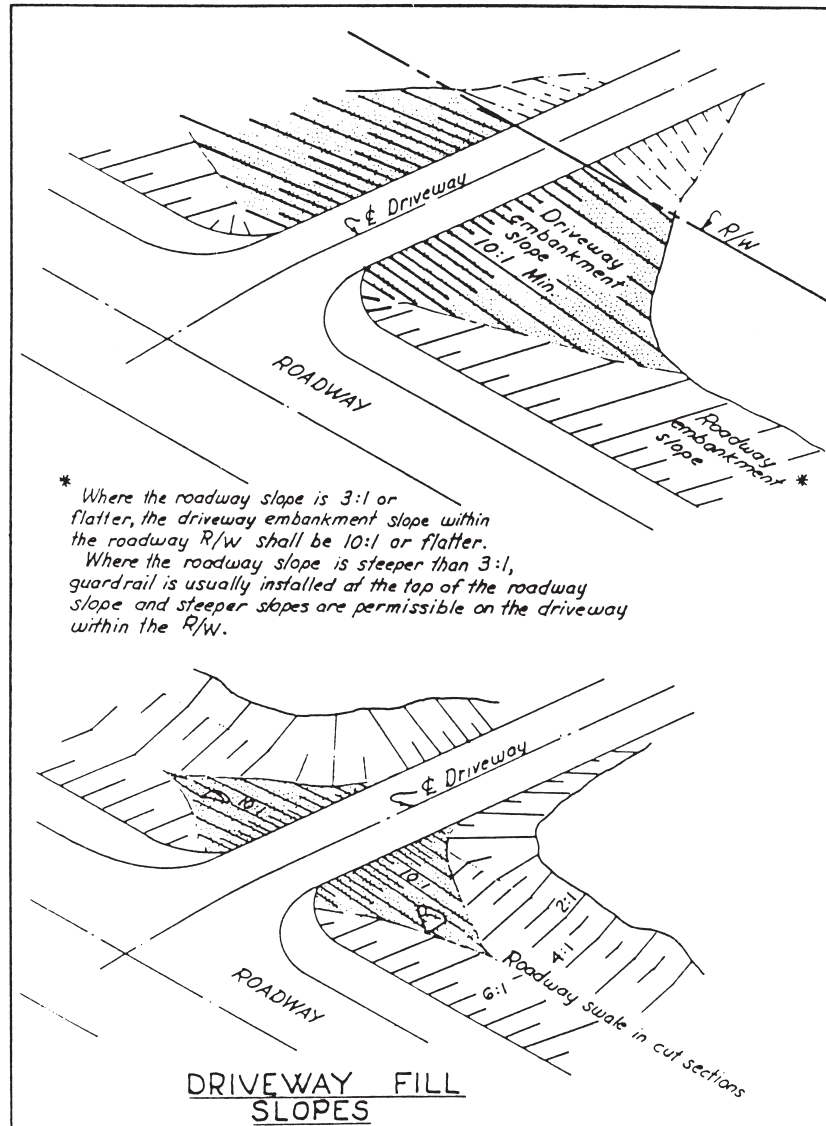 ℄ Driveway
Driveway
embankment
slope
10:1 Min.
R/W
ROADWAY
Roadway
embankment *
slope
* Where the roadway slope is 3:1 or
flatter, the driveway embankment slope within
the roadway R/W shall be 10:1 or flatter.
Where the roadway slope is steeper than 3:1,
guardrail is usually installed at the top of the roadway
slope and steeper slopes are permissible on the driveway
within the R/W.
℄ Driveway
10:1
10:1
2:1
4:1
6:1
Roadway swale in cut sections
ROADWAY
DRIVEWAY FILL
SLOPES